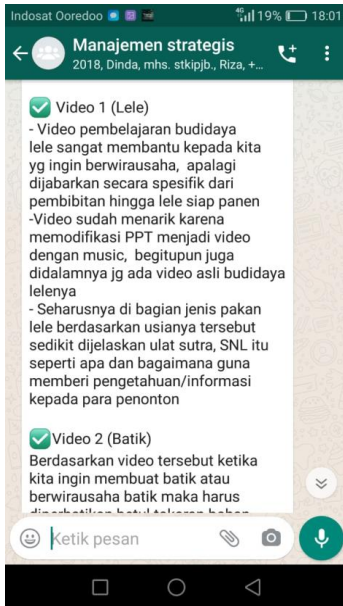 Indosat Ooredoo 4G 19% 18:01
Manajemen strategis
2018, Dinda, mhs. stkipjb., Riza, +...
✅ Video 1 (Lele)
- Video pembelajaran budidaya
lele sangat membantu kepada kita
yg ingin berwirausaha, apalagi
dijabarkan secara spesifik dari
pembibitan hingga lele siap panen
-Video sudah menarik karena
memodifikasi PPT menjadi video
dengan music, begitupun juga
didalamnya jg ada video asli budidaya
lelenya
- Seharusnya di bagian jenis pakan
lele berdasarkan usianya tersebut
sedikit dijelaskan ulat sutra, SNL itu
seperti apa dan bagaimana guna
memberi pengetahuan/informasi
kepada para penonton
✅Video 2 (Batik)
Berdasarkan video tersebut ketika
kita ingin membuat batik atau
berwirausaha batik maka harus
Ketik pesan